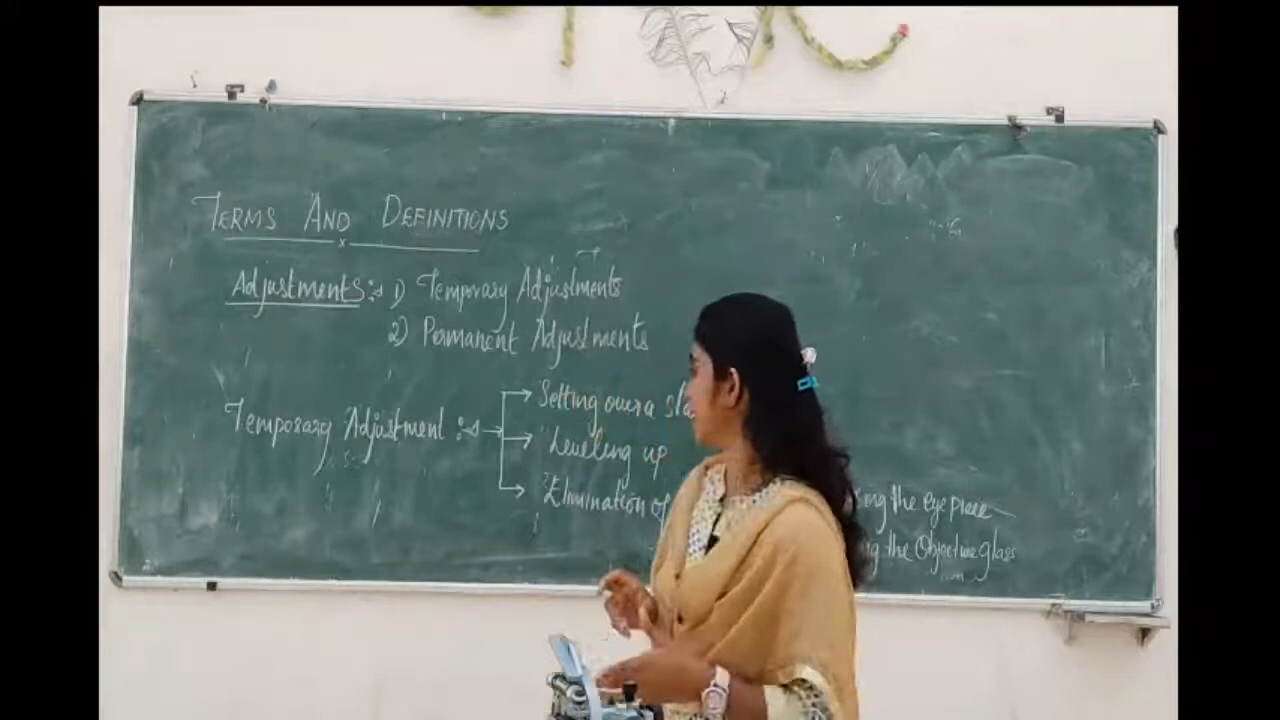 TERMS AND DEFINITIONS
Adjustments :- 1) Temporary Adjustments
2) Permanent Adjustments
Temporary Adjustment :-
Setting over a
Levelling up
Elimination of
the eye piece
the Objective glass